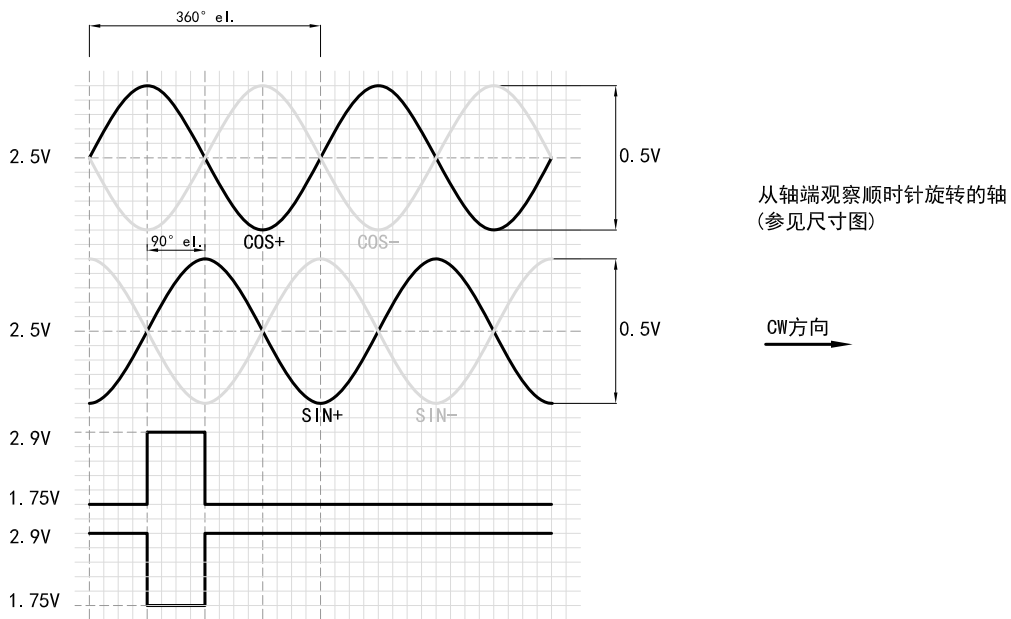 360° el.
2.5V
0.5V
从轴端观察顺时针旋转的轴
(参见尺寸图)
90° el.
COS+
COS-
2.5V
0.5V
CW方向
SIN+
SIN-
2.9V
1.75V
2.9V
1.75V